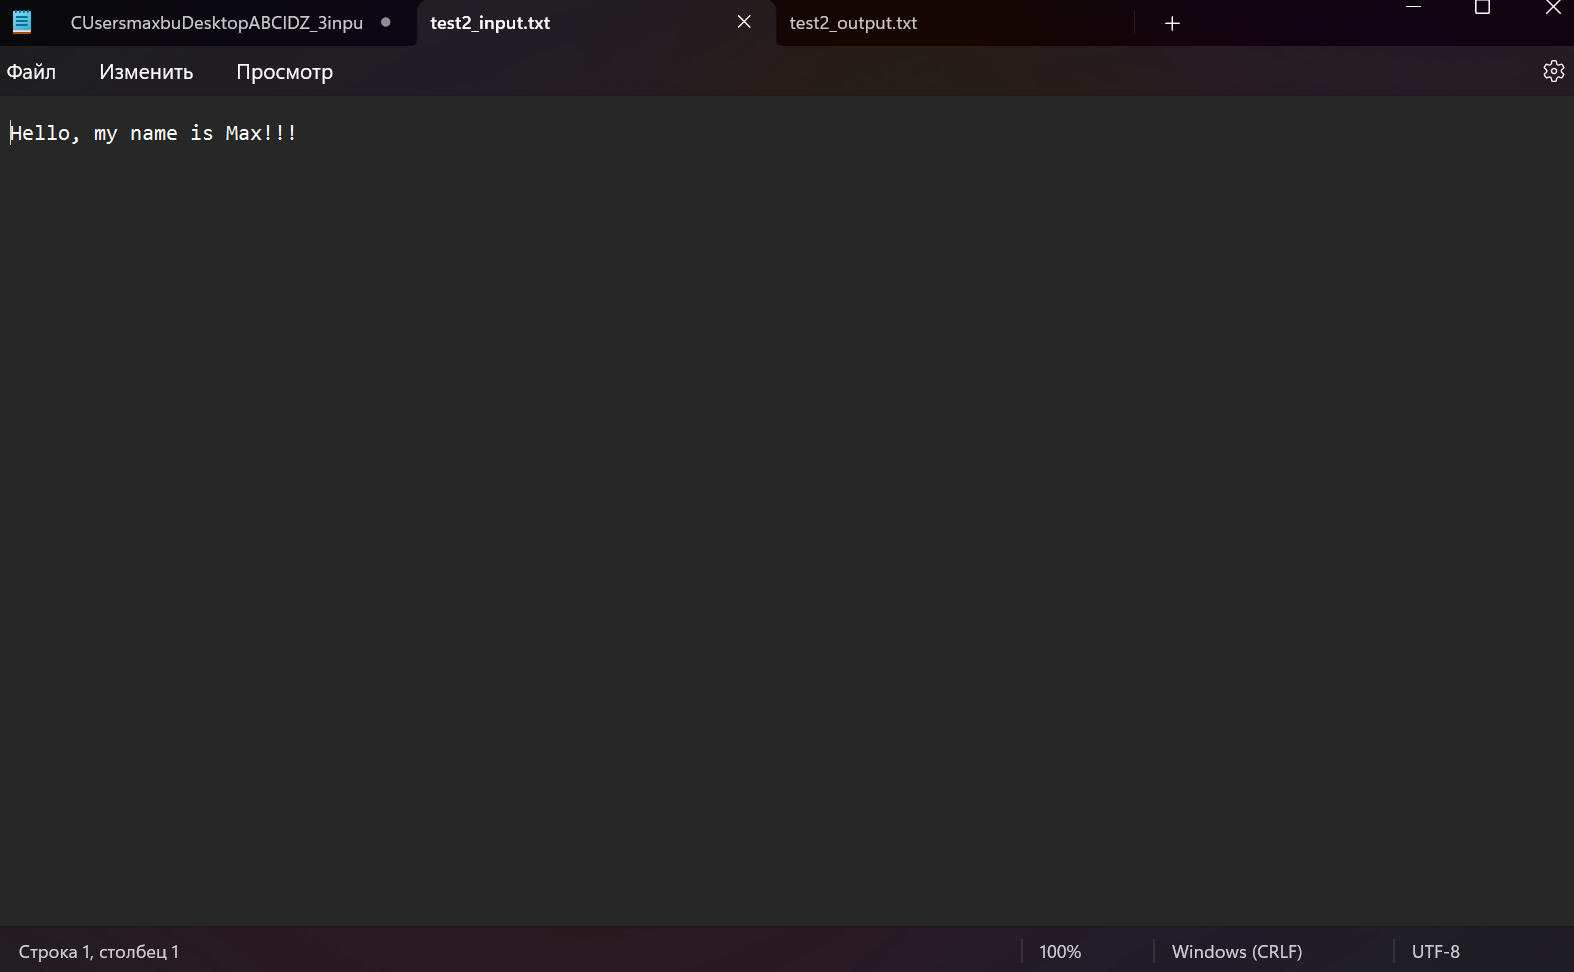 CUsersmaxbuDesktopABCIDZ_3inpu
test2_input.txt
test2_output.txt
Файл Изменить Просмотр
Hello, my name is Max!!!
Строка 1, столбец 1 100% Windows (CRLF) UTF-8